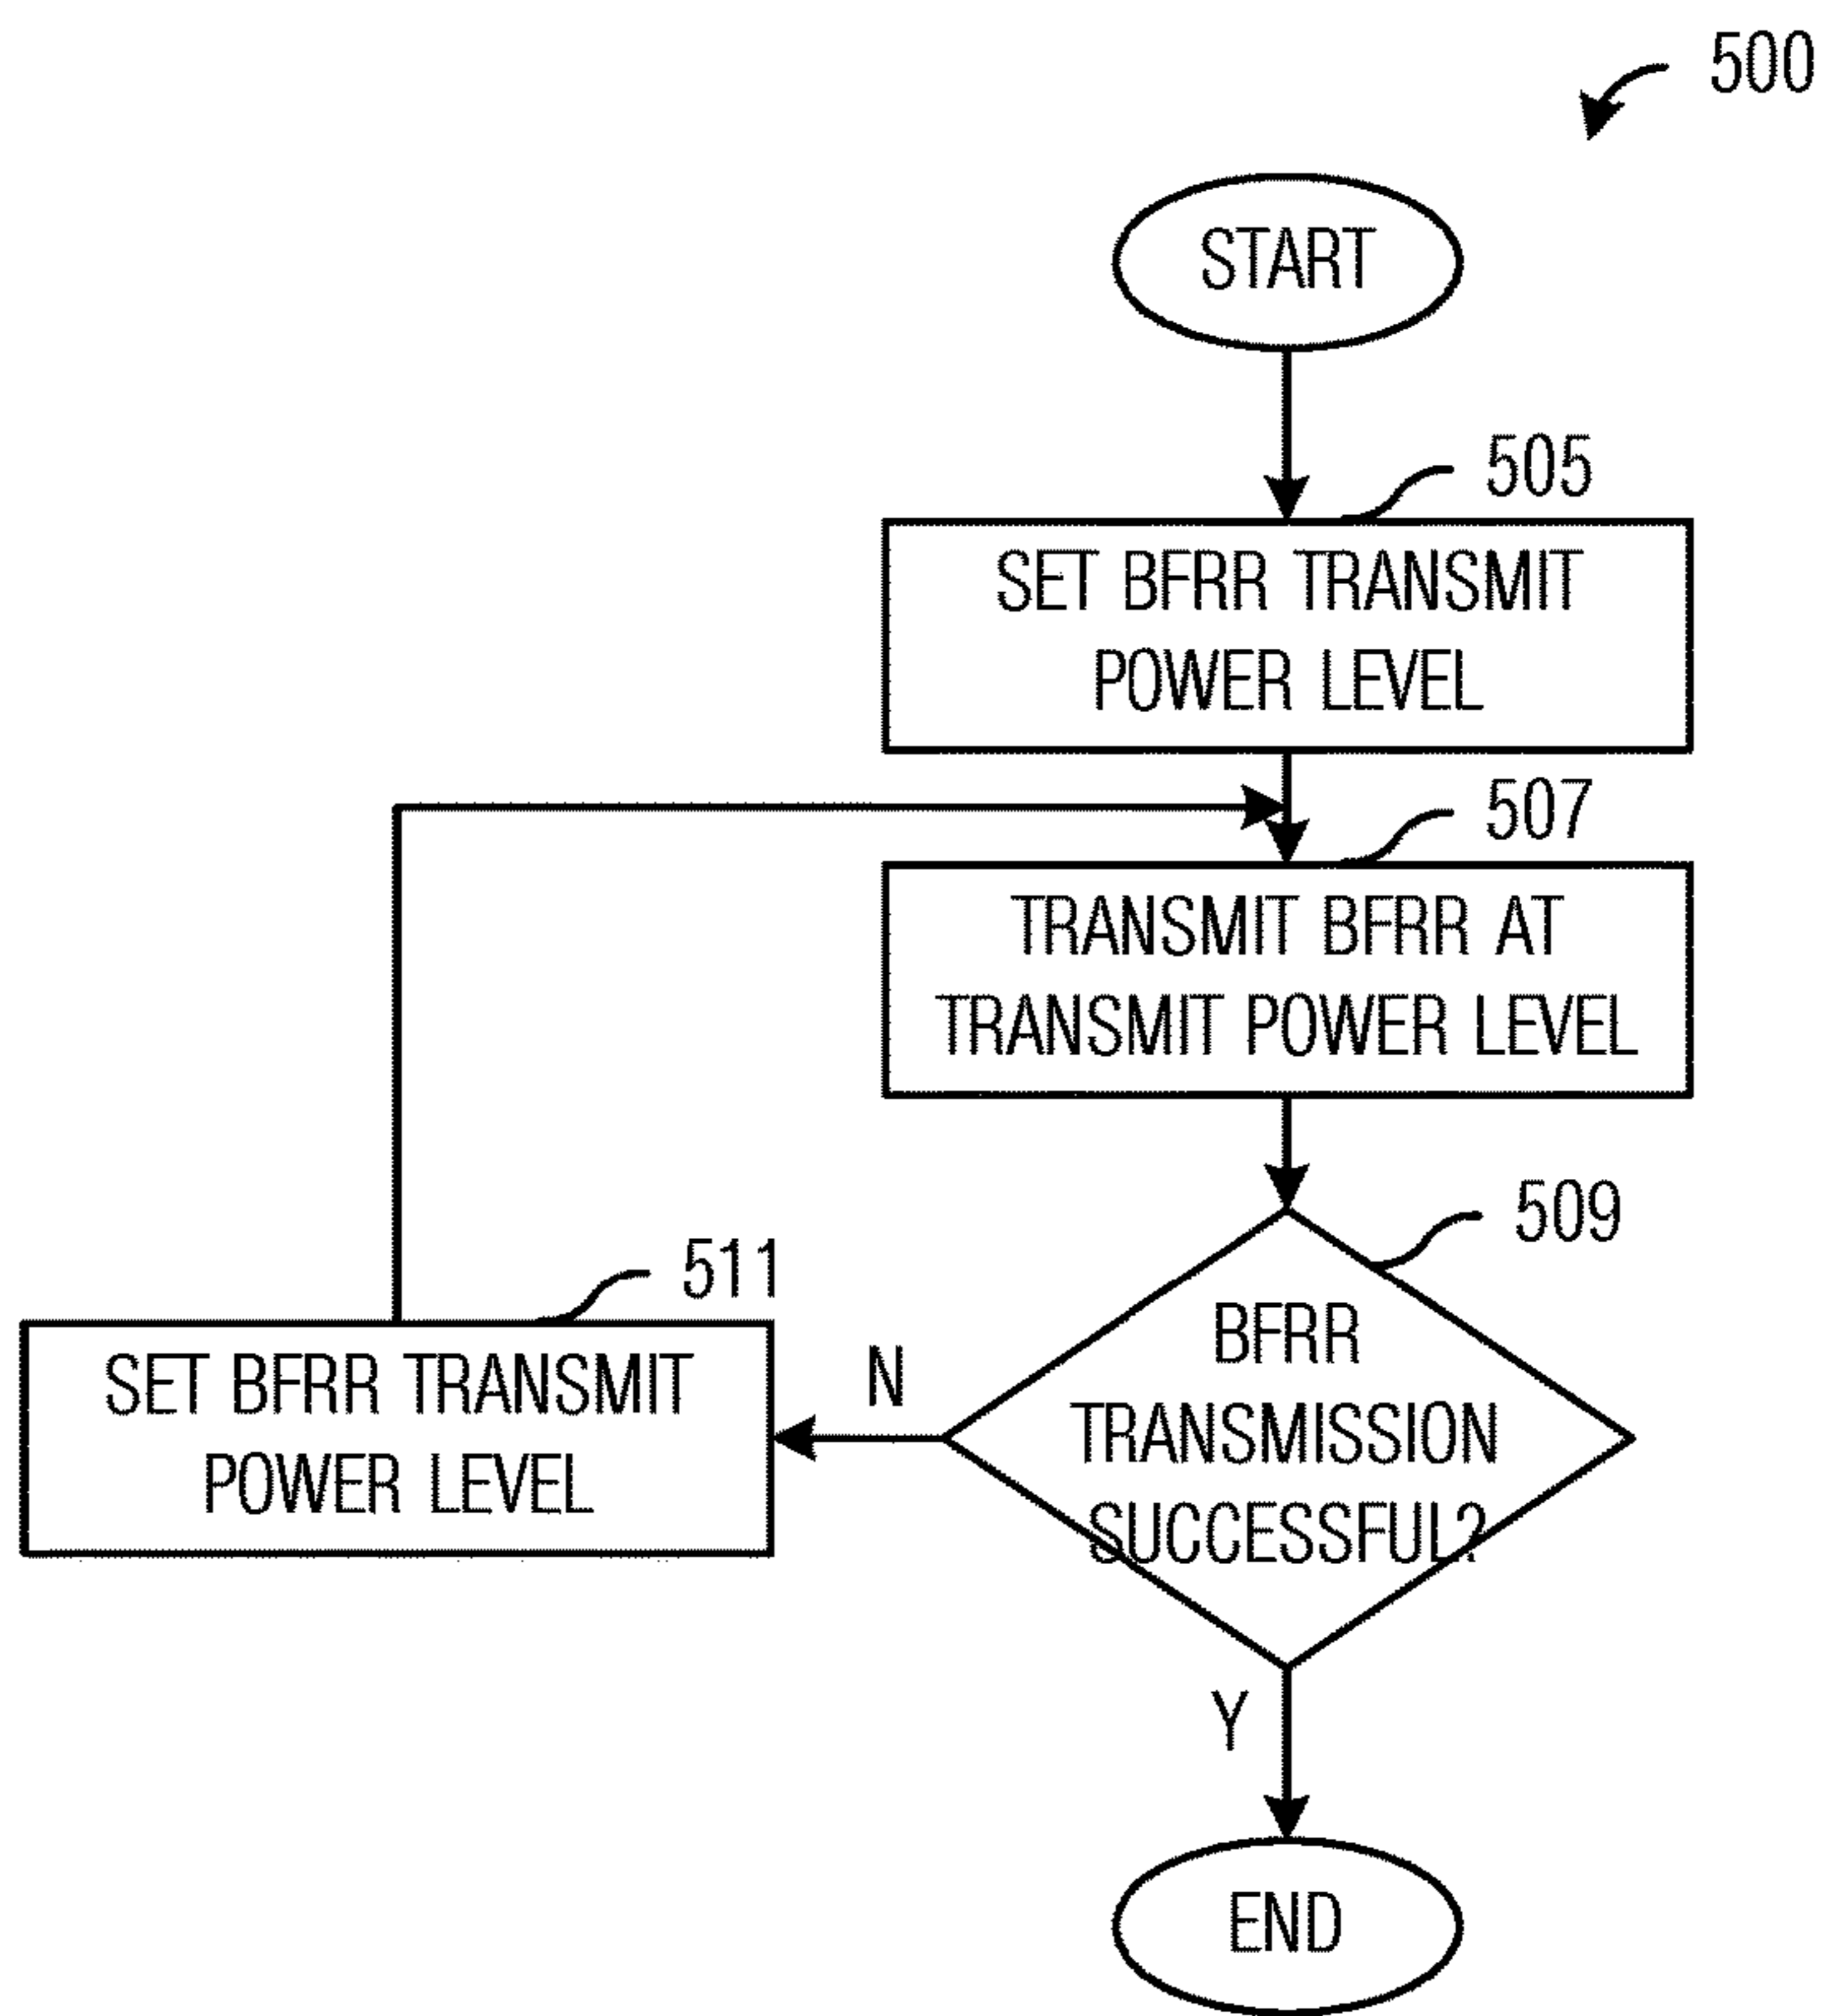 500
START
505
SET BFRR TRANSMIT
POWER LEVEL
507
TRANSMIT BFRR AT
TRANSMIT POWER LEVEL
509
BFRR
TRANSMISSION
SUCCESSFUL?
N
511
SET BFRR TRANSMIT
POWER LEVEL
Y
END